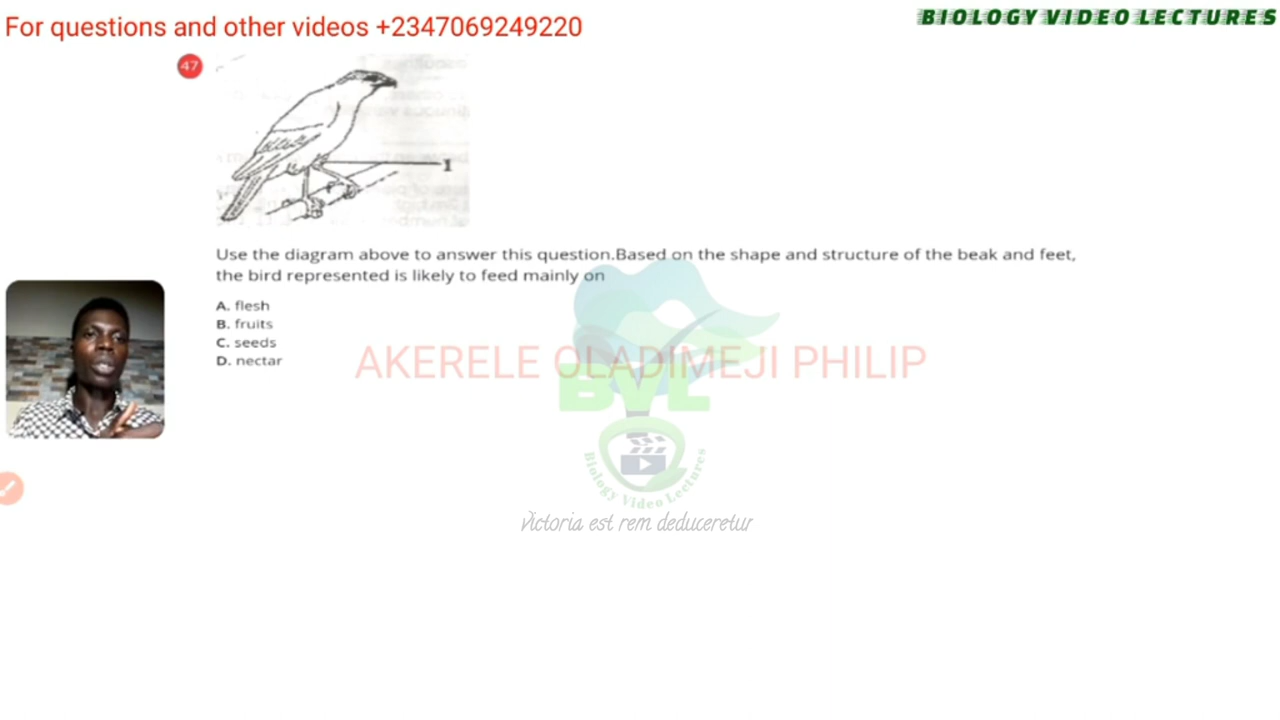 For questions and other videos +2347069249220
BIOLOGY VIDEO LECTURES
47
I
Use the diagram above to answer this question.Based on the shape and structure of the beak and feet,
the bird represented is likely to feed mainly on
A. flesh
B. fruits
C. seeds
D. nectar
AKERELE OLADIMEJI PHILIP
BVL
Biology Video Lectures
Victoria est rem deduceretur